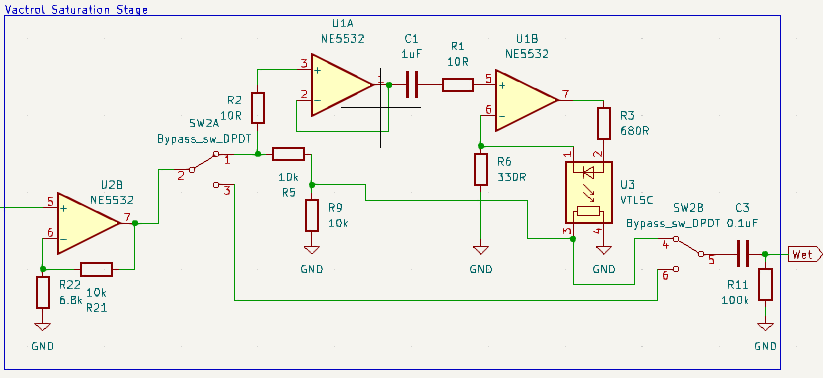 Vactrol Saturation Stage
U1A
NE5532
3
2
1
C1
1uF
R1
10R
U1B
NE5532
5
6
7
R3
680R
R2
10R
SW2A
Bypass_sw_DPDT
1
2
3
10k
R5
R9
10k
GND
R6
330R
GND
1
2
U3
VTL5C
3
4
GND
SW2B
Bypass_sw_DPDT
4
5
6
C3
0.1uF
Wet
R11
100k
GND
U2B
NE5532
5
6
7
R22
6.8k
10k
R21
GND